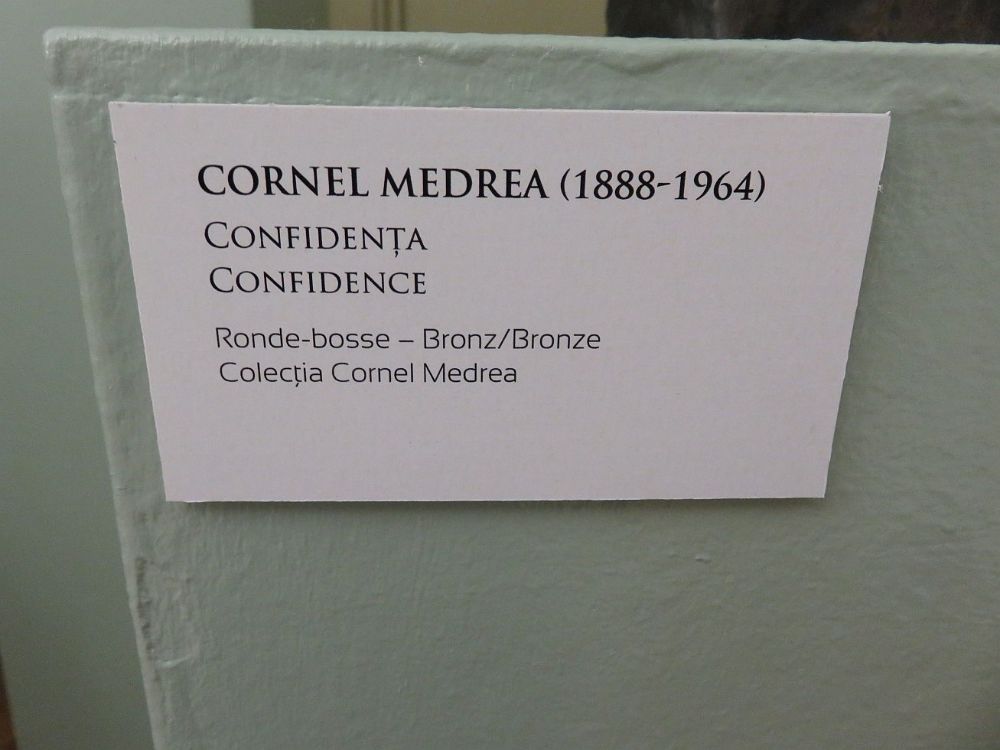 CORNEL MEDREA (1888-1964)
CONFIDENȚA
CONFIDENCE
Ronde-bosse – Bronz/Bronze
Colecția Cornel Medrea